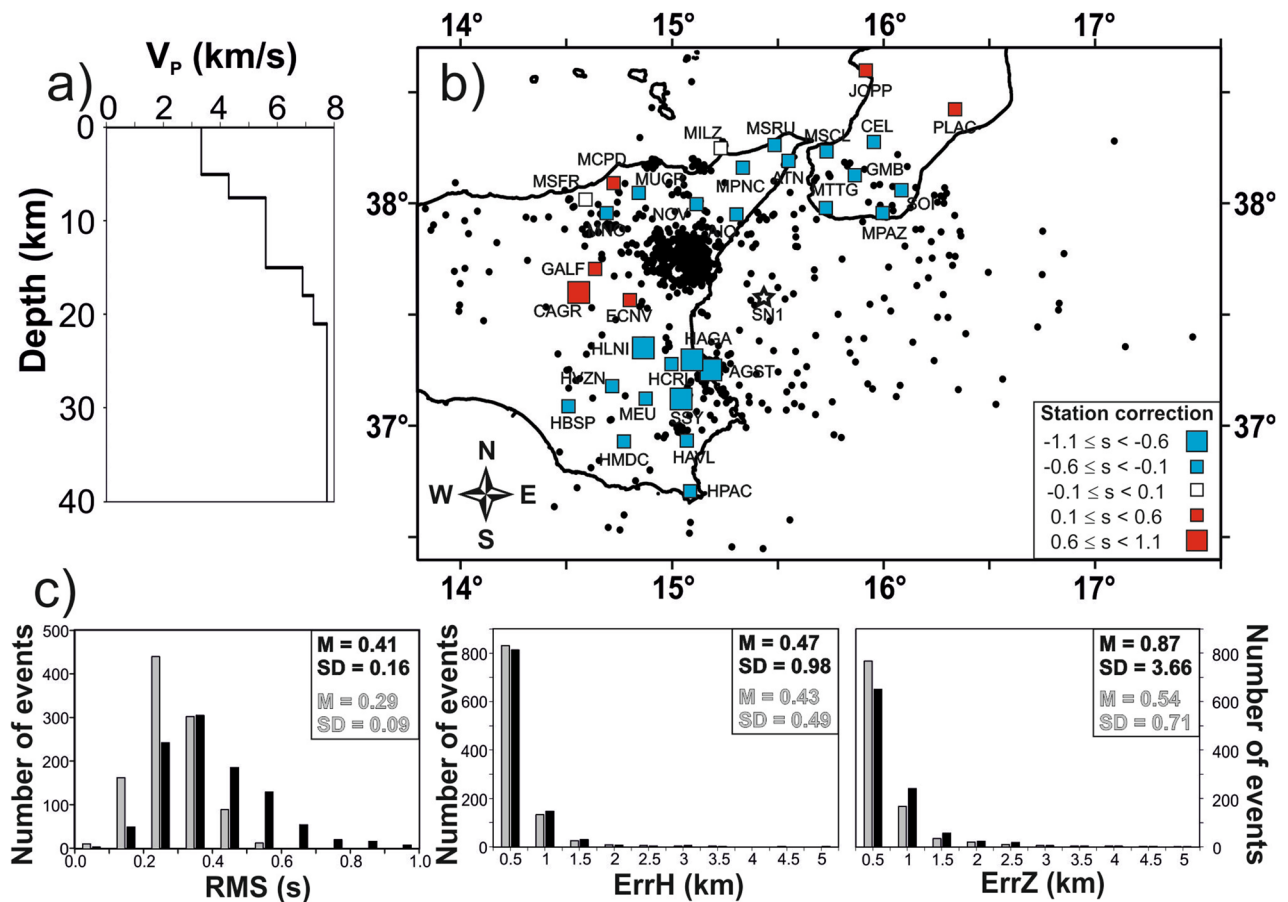 a)
V_P (km/s)
0 2 4 6 8
Depth (km)
0
10
20
30
40
b)
14° 15° 16° 17°
38°
37°
38°
37°
JOPP
PLAC
MILZ
MSRU
MSCL
CEL
MCPD
MSFR
MUCR
MPNC
ATN
MTTG
GMB
NOV
SOI
MPAZ
GALF
CAGR
ECNV
SN1
HLNI
HAGA
HVZN
HCRL
AGST
HBSP
MEU
SSY
HMDC
HAVL
HPAC
N
W E
S
Station correction
-1.1 ≤ s < -0.6
-0.6 ≤ s < -0.1
-0.1 ≤ s < 0.1
0.1 ≤ s < 0.6
0.6 ≤ s < 1.1
14° 15° 16° 17°
c)
Number of events
500
400
300
200
100
0
0.0 0.2 0.4 0.6 0.8 1.0
RMS (s)
M = 0.41
SD = 0.16
M = 0.29
SD = 0.09
Number of events
800
600
400
200
0
0.5 1 1.5 2 2.5 3 3.5 4 4.5 5
ErrH (km)
M = 0.47
SD = 0.98
M = 0.43
SD = 0.49
M = 0.87
SD = 3.66
M = 0.54
SD = 0.71
0.5 1 1.5 2 2.5 3 3.5 4 4.5 5
ErrZ (km)
800
600
400
200
0
Number of events